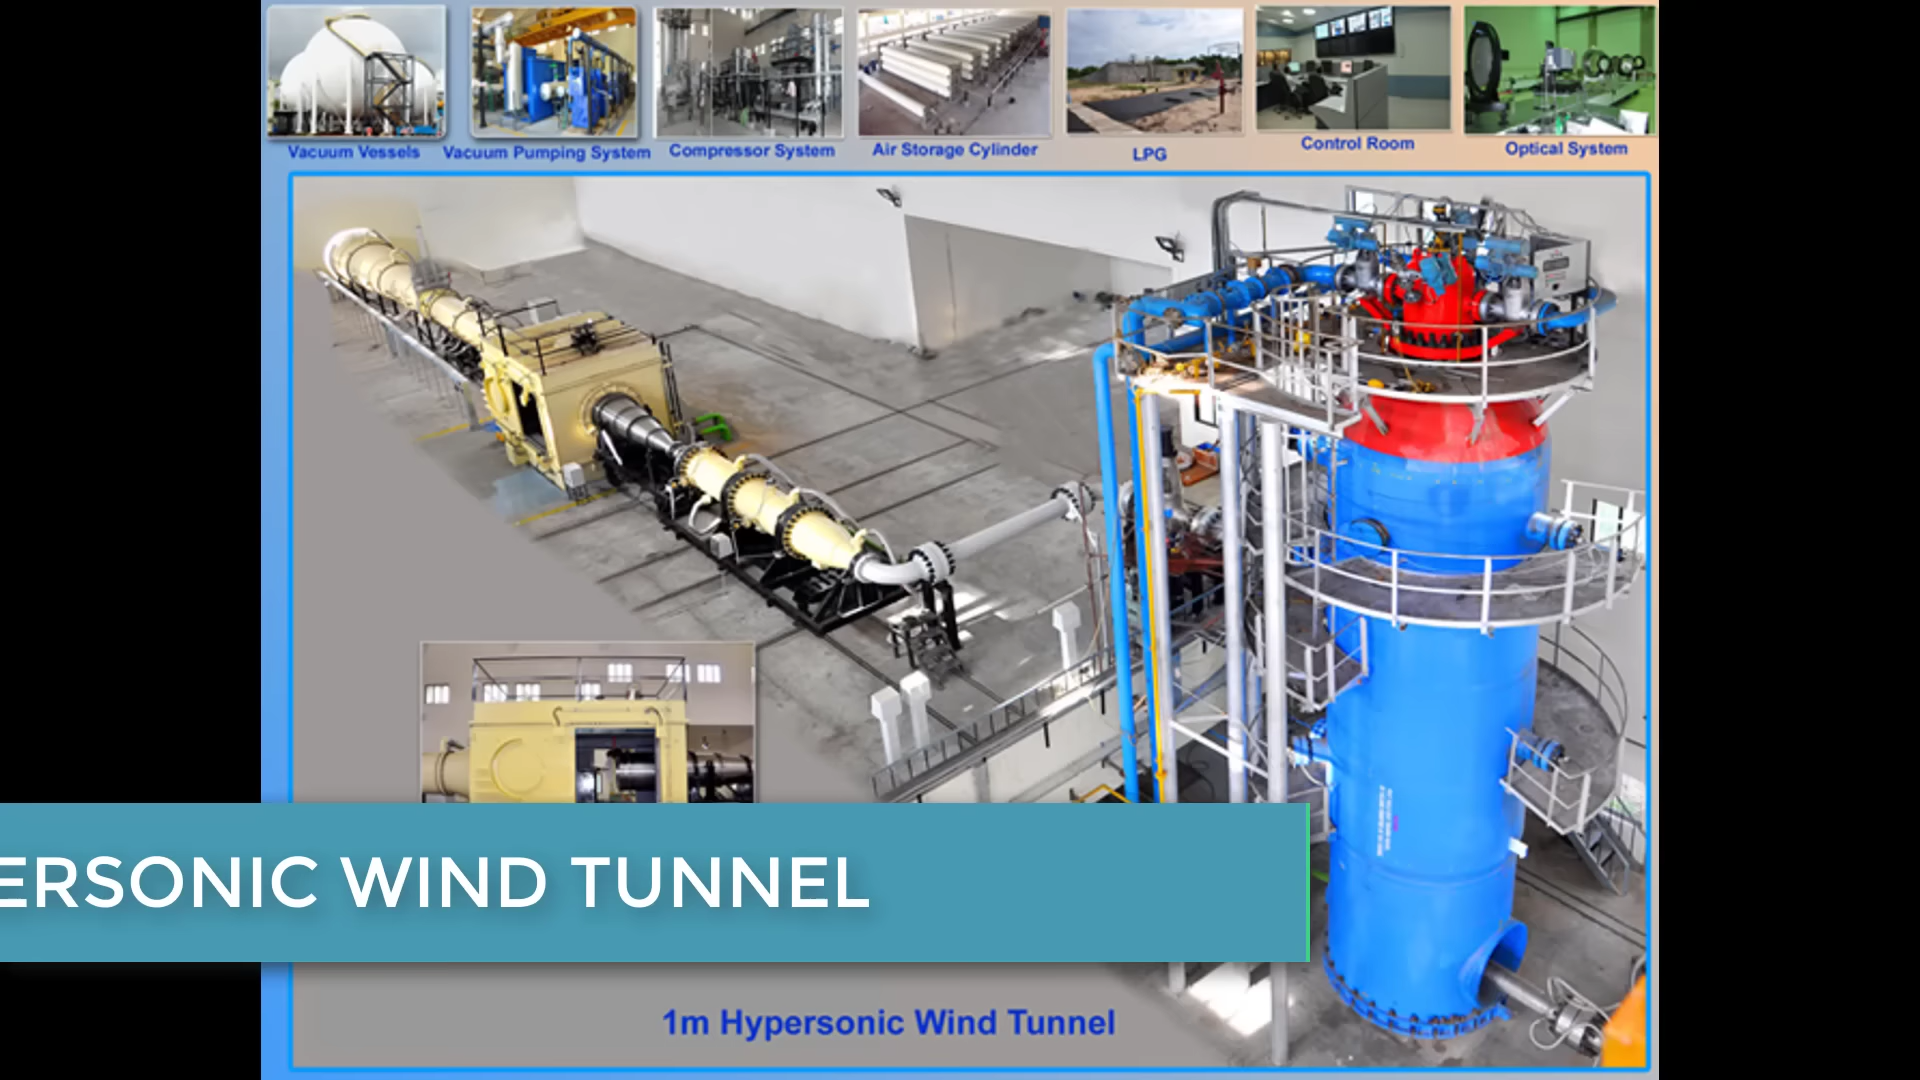 Vacuum Vessels
Vacuum Pumping System
Compressor System
Air Storage Cylinder
LPG
Control Room
Optical System
ERSONIC WIND TUNNEL
1m Hypersonic Wind Tunnel